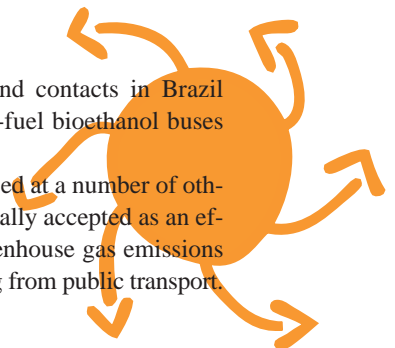 nd contacts in Brazil
-fuel bioethanol buses
ed at a number of oth-
ally accepted as an ef-
enhouse gas emissions
g from public transport.